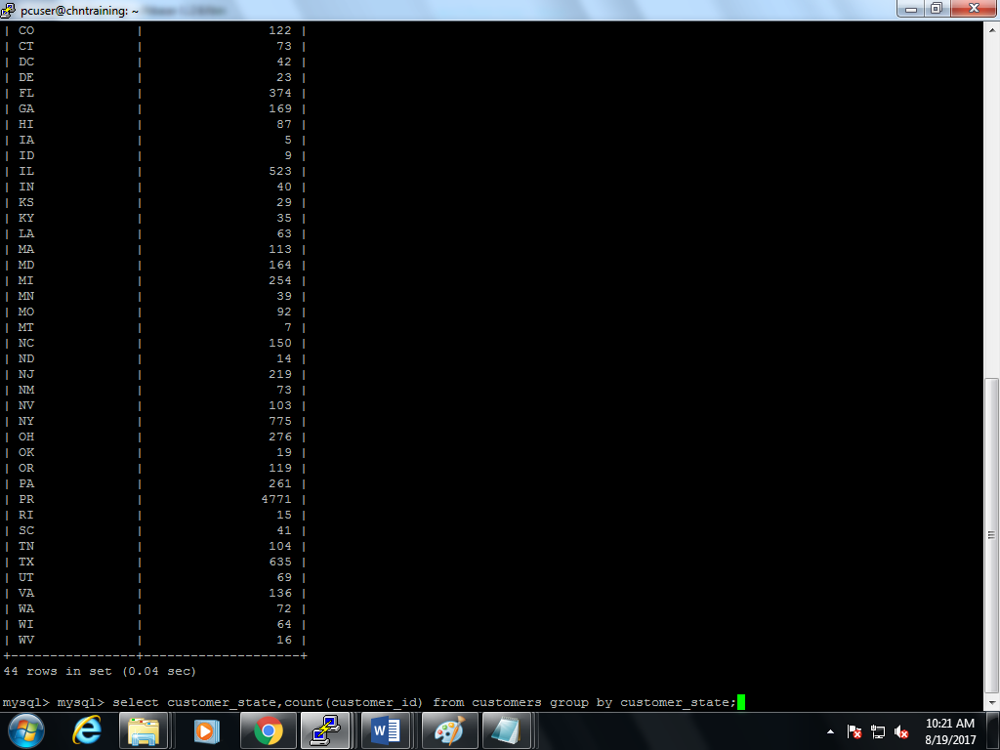 pcuser@chntraining: ~
| CO | 122 |
| CT | 73 |
| DC | 42 |
| DE | 23 |
| FL | 374 |
| GA | 169 |
| HI | 87 |
| IA | 5 |
| ID | 9 |
| IL | 523 |
| IN | 40 |
| KS | 29 |
| KY | 35 |
| LA | 63 |
| MA | 113 |
| MD | 164 |
| MI | 254 |
| MN | 39 |
| MO | 92 |
| MT | 7 |
| NC | 150 |
| ND | 14 |
| NJ | 219 |
| NM | 73 |
| NV | 103 |
| NY | 775 |
| OH | 276 |
| OK | 19 |
| OR | 119 |
| PA | 261 |
| PR | 4771 |
| RI | 15 |
| SC | 41 |
| TN | 104 |
| TX | 635 |
| UT | 69 |
| VA | 136 |
| WA | 72 |
| WI | 64 |
| WV | 16 |
+----------------+--------------------+
44 rows in set (0.04 sec)
mysql> mysql> select customer_state,count(customer_id) from customers group by customer_state;
10:21 AM
8/19/2017